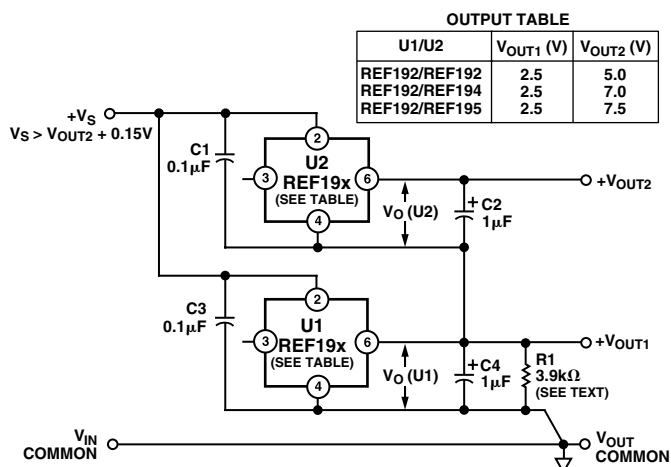 OUTPUT TABLE
U1/U2 VOUT1 (V) VOUT2 (V)
REF192/REF192 2.5 5.0
REF192/REF194 2.5 7.0
REF192/REF195 2.5 7.5
+VS
VS > VOUT2 + 0.15V
C1
0.1μF
2
U2
3
REF19x
6
(SEE TABLE)
4
VO (U2)
+
C2
1μF
+VOUT2
C3
0.1μF
2
U1
3
REF19x
6
(SEE TABLE)
4
VO (U1)
+
C4
1μF
R1
3.9kΩ
(SEE TEXT)
+VOUT1
VIN
COMMON
VOUT
COMMON